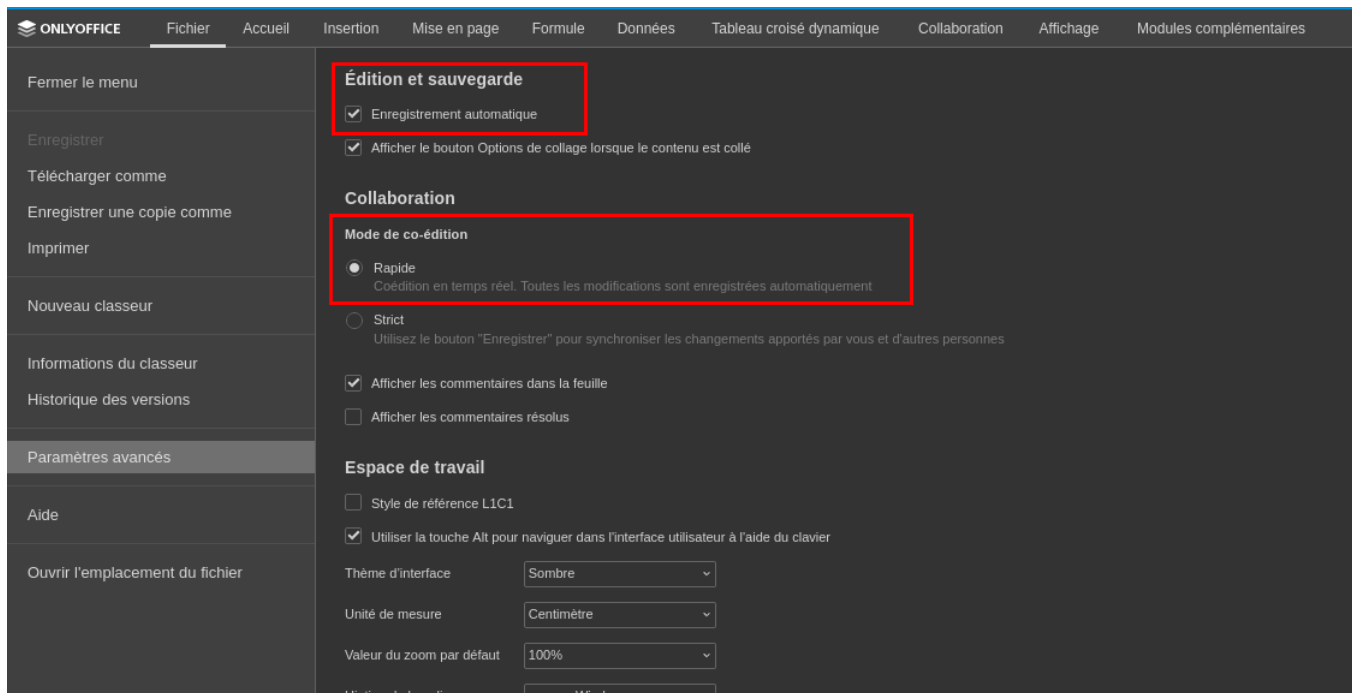 ONLYOFFICE Fichier Accueil Insertion Mise en page Formule Données Tableau croisé dynamique Collaboration Affichage Modules complémentaires
Fermer le menu
Enregistrer
Télécharger comme
Enregistrer une copie comme
Imprimer
Nouveau classeur
Informations du classeur
Historique des versions
Paramètres avancés
Aide
Ouvrir l'emplacement du fichier
Édition et sauvegarde
Enregistrement automatique
Afficher le bouton Options de collage lorsque le contenu est collé
Collaboration
Mode de co-édition
Rapide
Coédition en temps réel. Toutes les modifications sont enregistrées automatiquement
Strict
Utilisez le bouton "Enregistrer" pour synchroniser les changements apportés par vous et d'autres personnes
Afficher les commentaires dans la feuille
Afficher les commentaires résolus
Espace de travail
Style de référence L1C1
Utiliser la touche Alt pour naviguer dans l'interface utilisateur à l'aide du clavier
Thème d'interface Sombre
Unité de mesure Centimètre
Valeur du zoom par défaut 100%